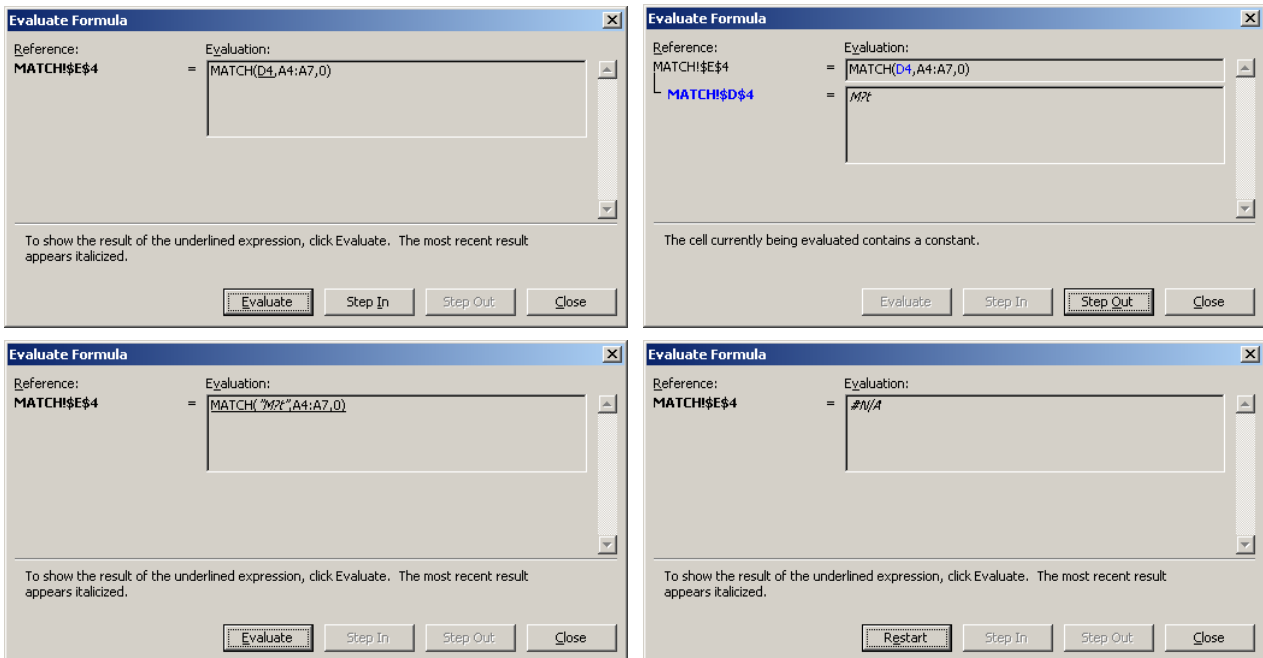 Evaluate Formula
Reference:
Evaluation:
MATCH!$E$4
=
MATCH(D4,A4:A7,0)
To show the result of the underlined expression, click Evaluate. The most recent result
appears italicized.
Evaluate
Step In
Step Out
Close
Evaluate Formula
Reference:
Evaluation:
MATCH!$E$4
=
MATCH(D4,A4:A7,0)
MATCH!$D$4
=
M?t
The cell currently being evaluated contains a constant.
Evaluate
Step In
Step Out
Close
Evaluate Formula
Reference:
Evaluation:
MATCH!$E$4
=
MATCH("M?t",A4:A7,0)
To show the result of the underlined expression, click Evaluate. The most recent result
appears italicized.
Evaluate
Step In
Step Out
Close
Evaluate Formula
Reference:
Evaluation:
MATCH!$E$4
=
#N/A
To show the result of the underlined expression, click Evaluate. The most recent result
appears italicized.
Restart
Step In
Step Out
Close